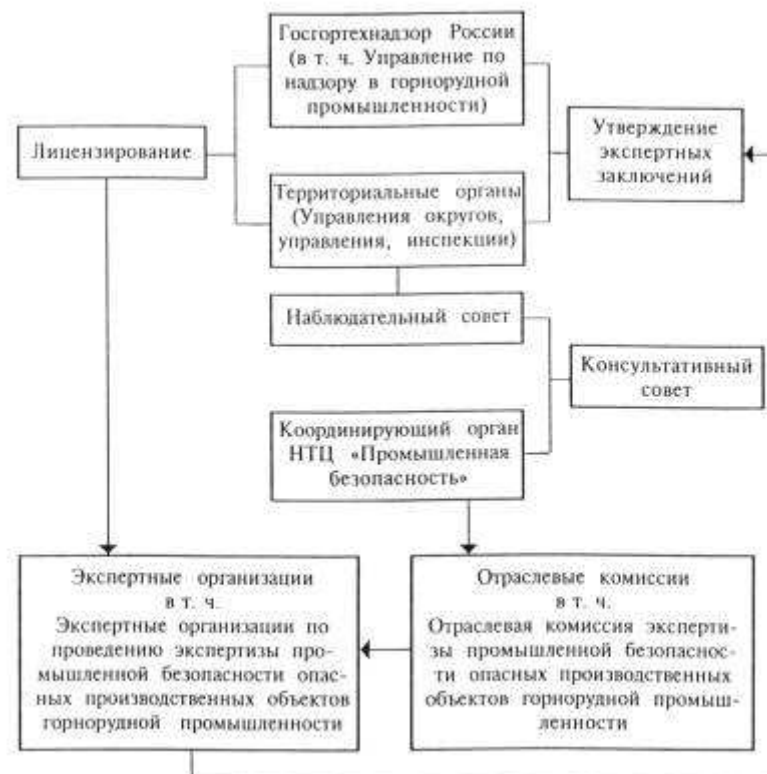 Госгортехнадзор России
(в т. ч. Управление по
надзору в горнорудной
промышленности)
Лицензирование
Утверждение
экспертных
заключений
Территориальные органы
(Управления округов,
управления, инспекции)
Наблюдательный совет
Консультативный
совет
Координирующий орган
НТЦ «Промышленная
безопасность»
Экспертные организации
в т. ч.
Экспертные организации по
проведению экспертизы про-
мышленной безопасности опас-
ных производственных объектов
горнорудной промышленности
Отраслевые комиссии
в т. ч.
Отраслевая комиссия эксперти-
зы промышленной безопаснос-
ти опасных производственных
объектов горнорудной промыш-
ленности